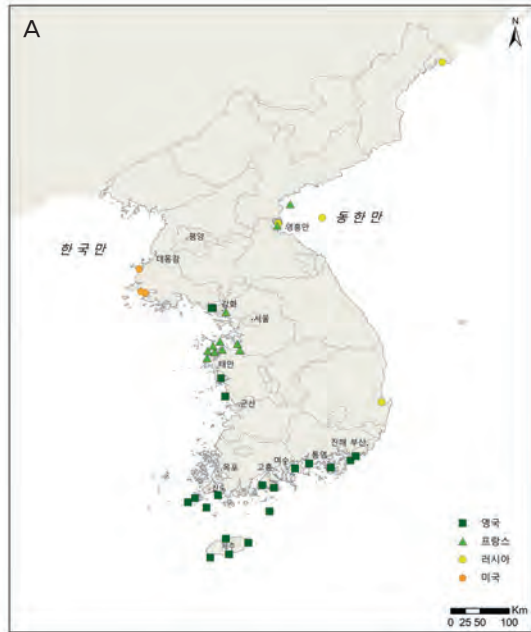 A
N
동 한 만
영흥만
한 국 만
평양
대동강
강화
서울
태안
군산
진해 부산
통영
여수
고흥
목포
진도
제주
영국
프랑스
러시아
미국
Km
0 25 50 100